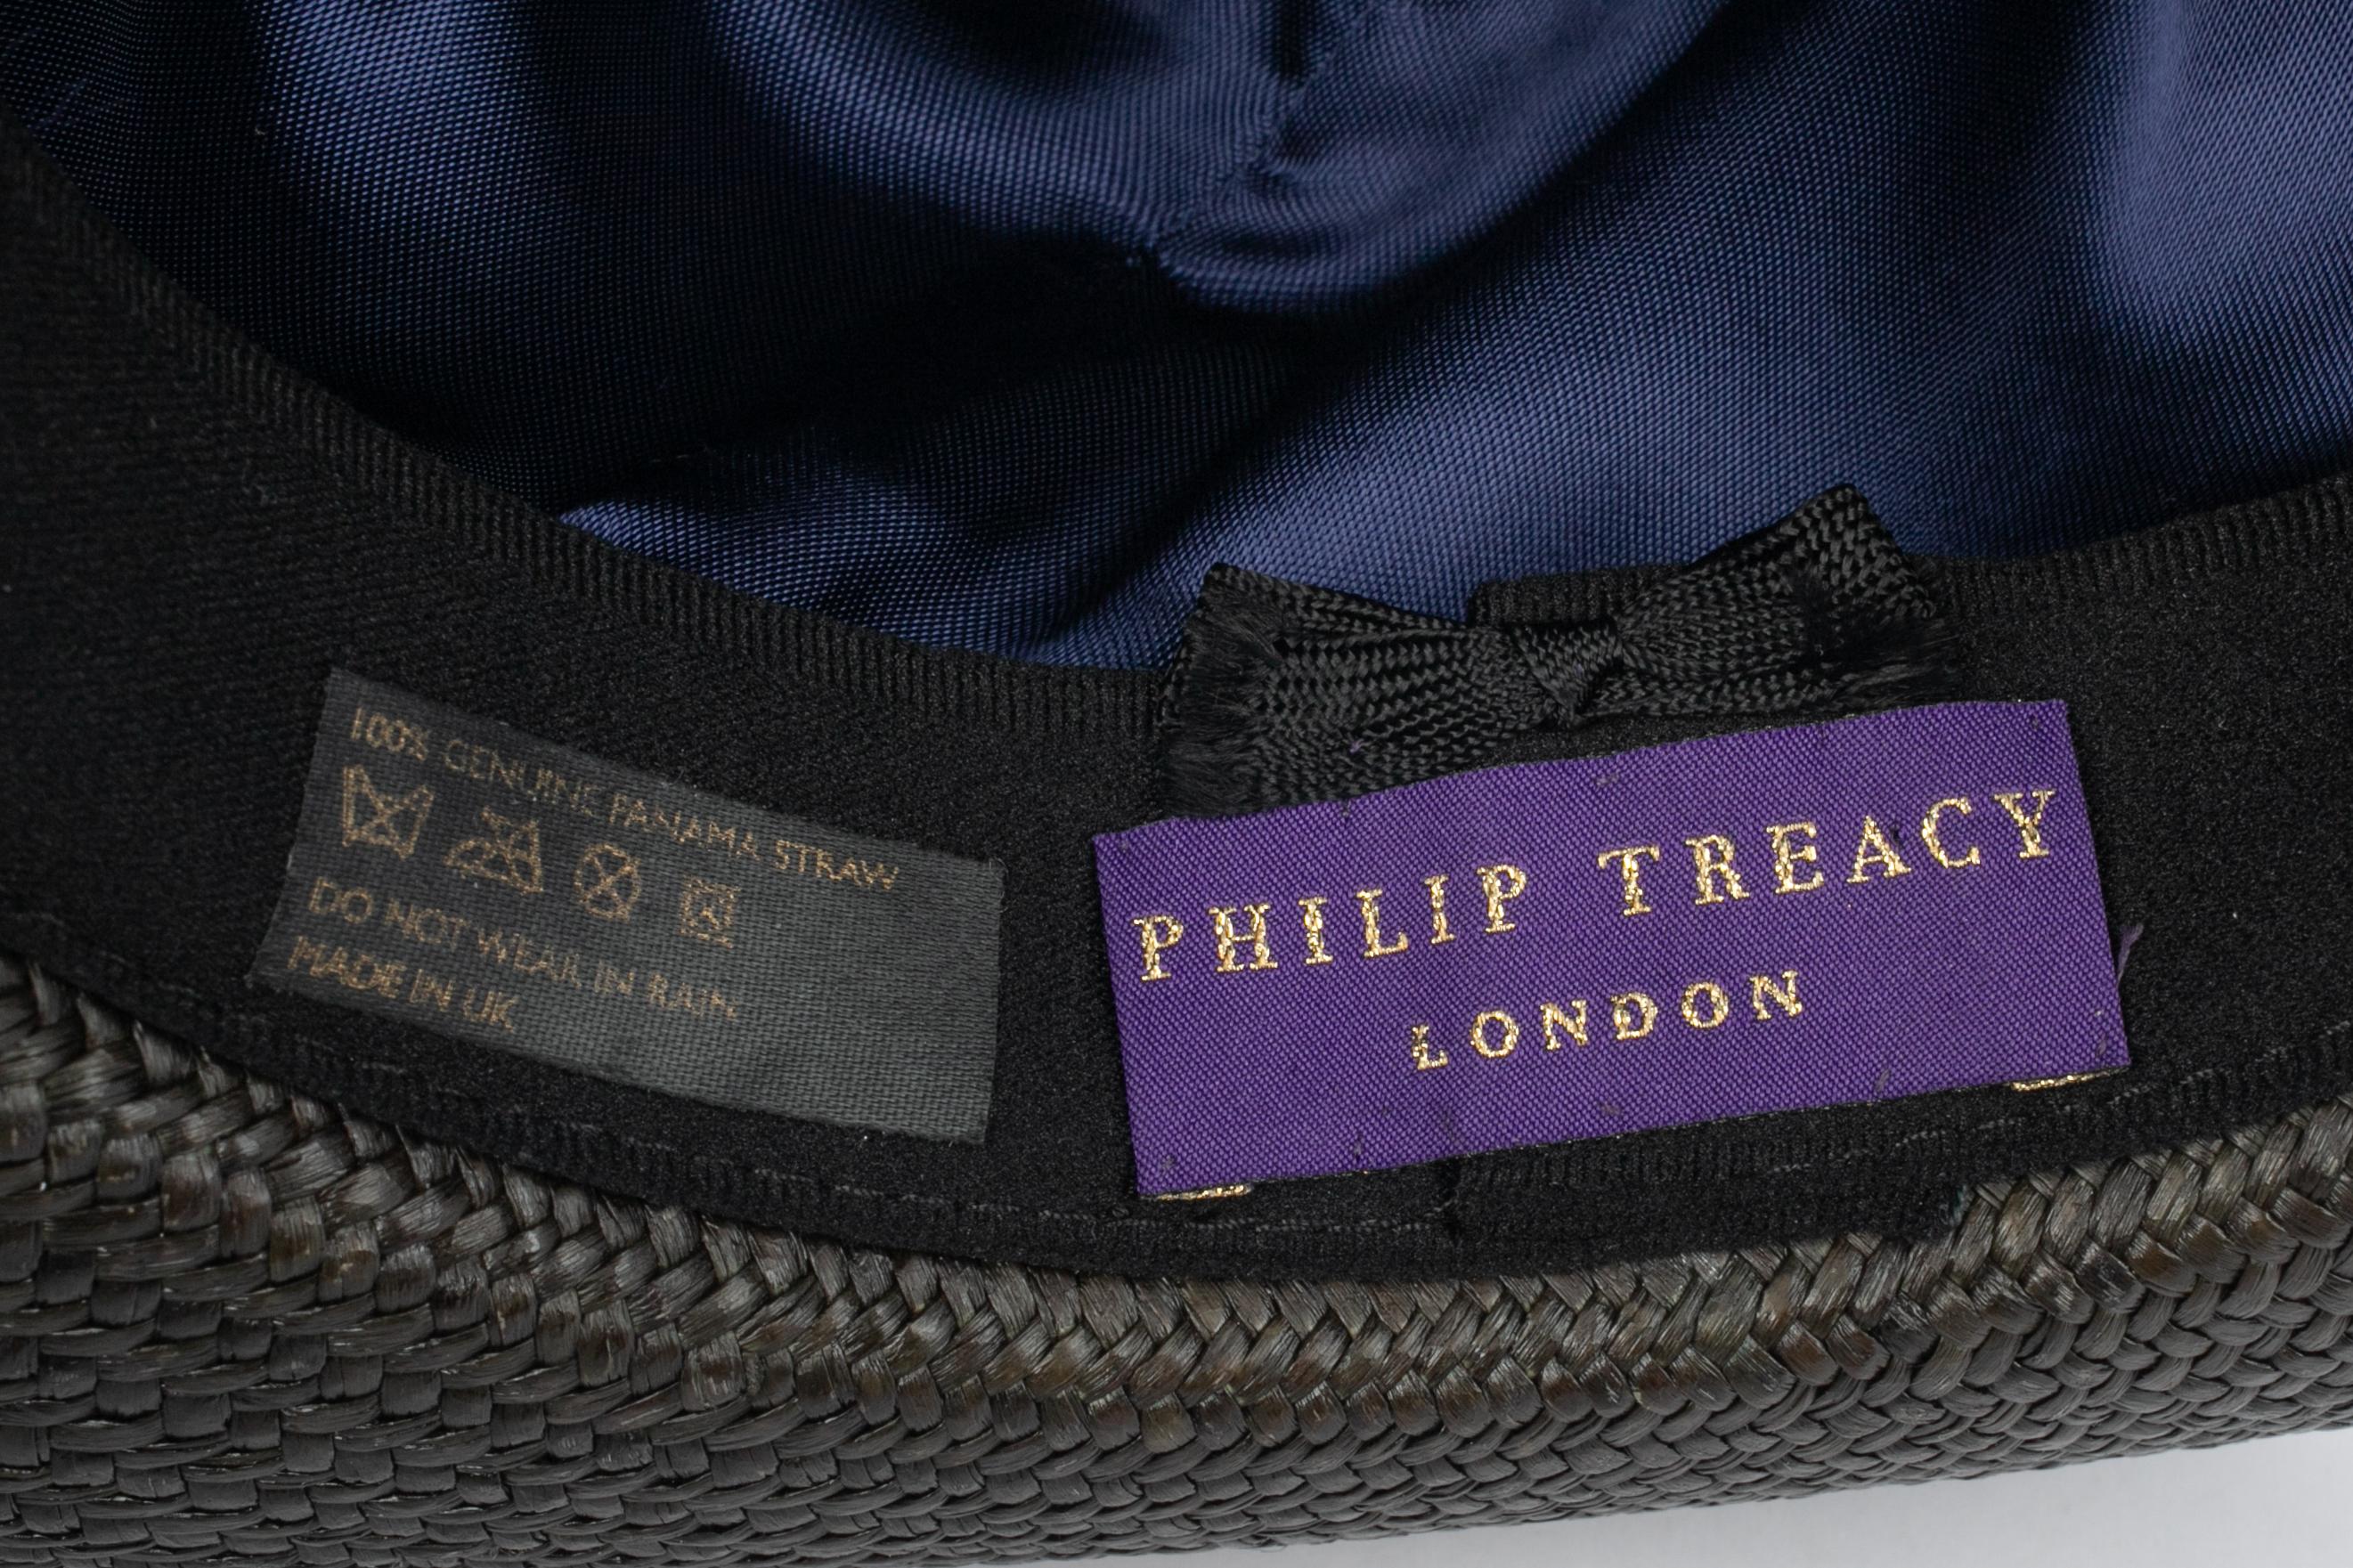 100% GENUINE PANAMA STRAW
DO NOT WEAR IN RAIN
MADE IN UK
PHILIP TREACY
LONDON